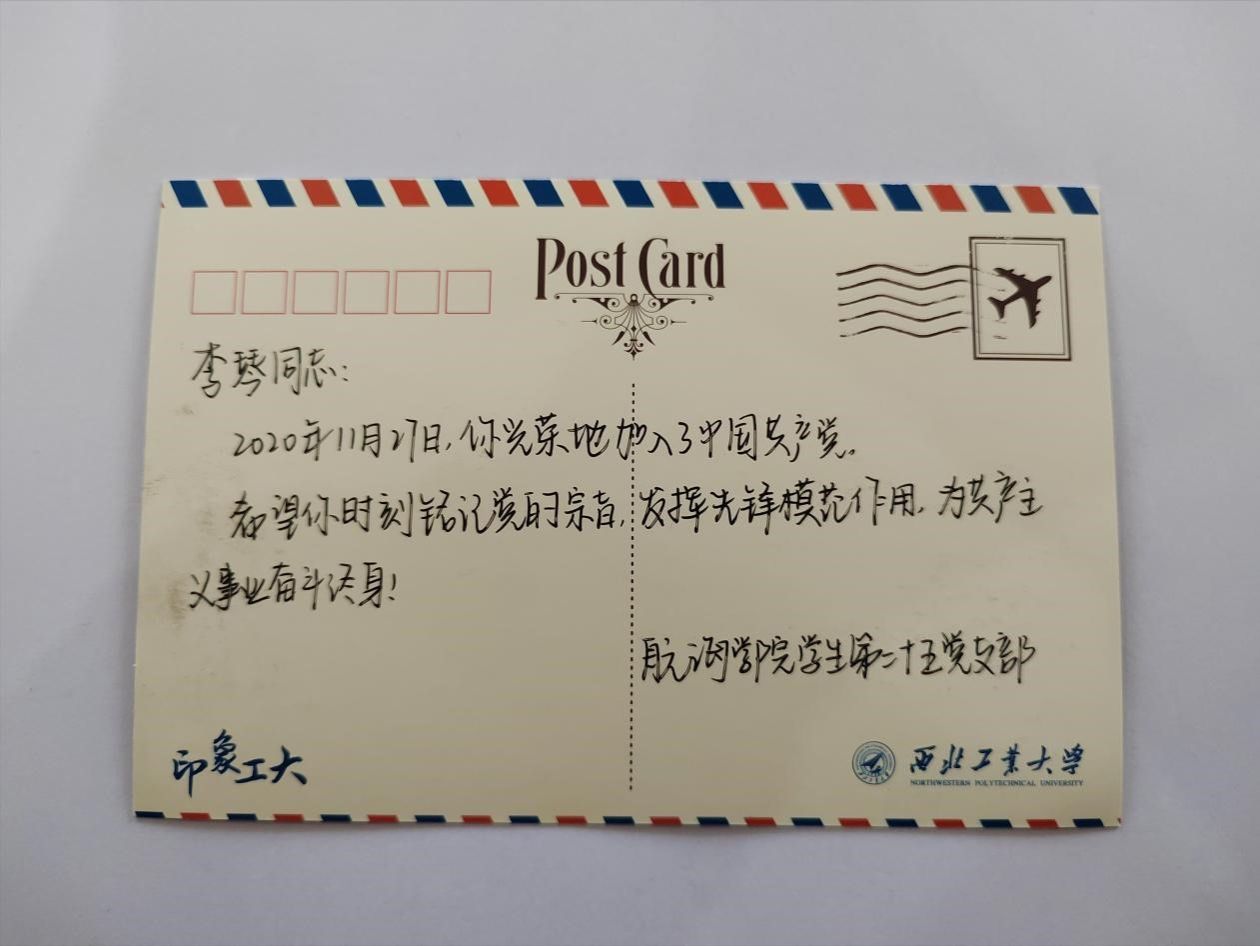 Post Card
李琴同志：
2020年11月27日，你光荣地加入了中国共产党。
希望你时刻铭记党的宗旨，发挥先锋模范作用，为共产主
义事业奋斗终身！
航海学院学生第二十五党支部
印象工大
西北工业大学
NORTHWESTERN POLYTECHNICAL UNIVERSITY